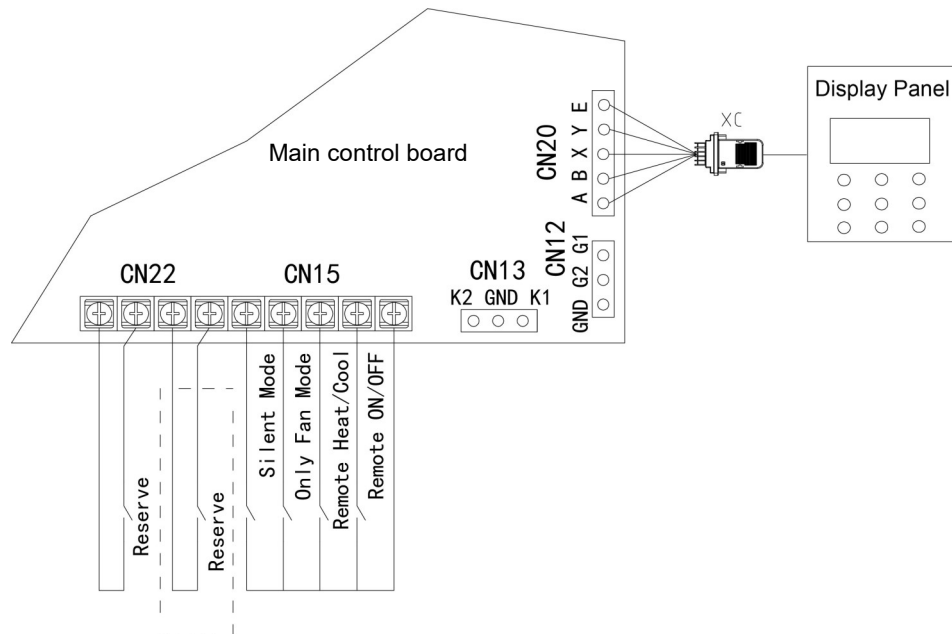 Main control board
Display Panel
XC
CN20
E
Y
X
B
A
CN12
G1
G2
GND
CN13
K2 GND K1
CN22
CN15
Reserve
Reserve
Silent Mode
Only Fan Mode
Remote Heat/Cool
Remote ON/OFF